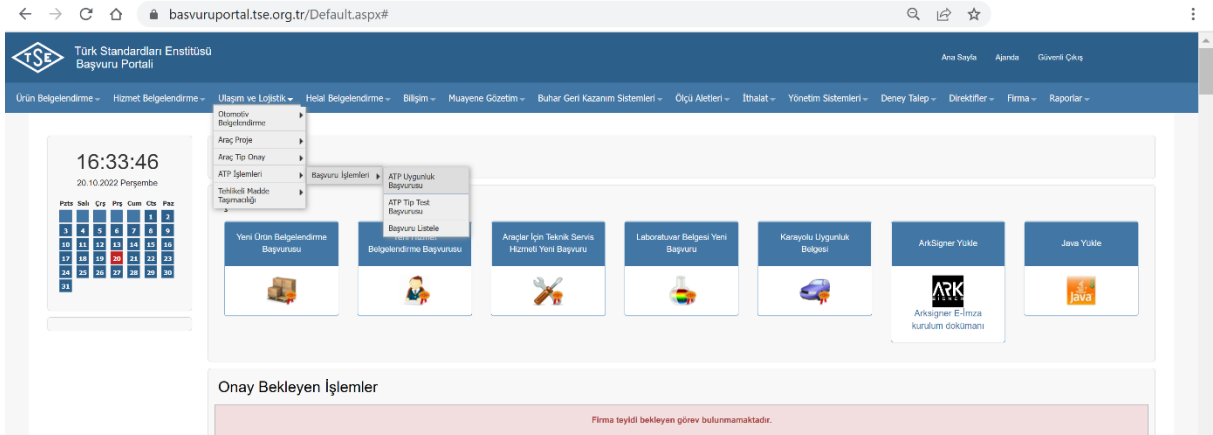 basvuruportal.tse.org.tr/Default.aspx#
TSE
Türk Standardları Enstitüsü
Başvuru Portali
Ana Sayfa Ajanda Güvenli Çıkış
Ürün Belgelendirme Hizmet Belgelendirme Ulaşım ve Lojistik Helal Belgelendirme Bilişim Muayene Gözetim Buhar Geri Kazanım Sistemleri Ölçü Aletleri İthalat Yönetim Sistemleri Deney Talep Direktifler Firma Raporlar
Otomotiv
Belgelendirme
Araç Proje
Araç Tip Onay
ATP İşlemleri
Tehlikeli Madde
Taşımacılığı
Başvuru İşlemleri
ATP Uygunluk
Başvurusu
ATP Tip Test
Başvurusu
Başvuru Listele
16:33:46
20.10.2022 Perşembe
Pzts Salı Çrş Prş Cum Cts Paz
1 2
3 4 5 6 7 8 9
10 11 12 13 14 15 16
17 18 19 20 21 22 23
24 25 26 27 28 29 30
31
Yeni Ürün Belgelendirme
Başvurusu
Belgelendirme Başvurusu
Araçlar İçin Teknik Servis
Hizmeti Yeni Başvuru
Laboratuvar Belgesi Yeni
Başvuru
Karayolu Uygunluk
Belgesi
ArkSigner Yükle
ARK
SIGNER
Arksigner E-İmza
kurulum dokümanı
Java Yükle
Java
Onay Bekleyen İşlemler
Firma teyidi bekleyen görev bulunmamaktadır.